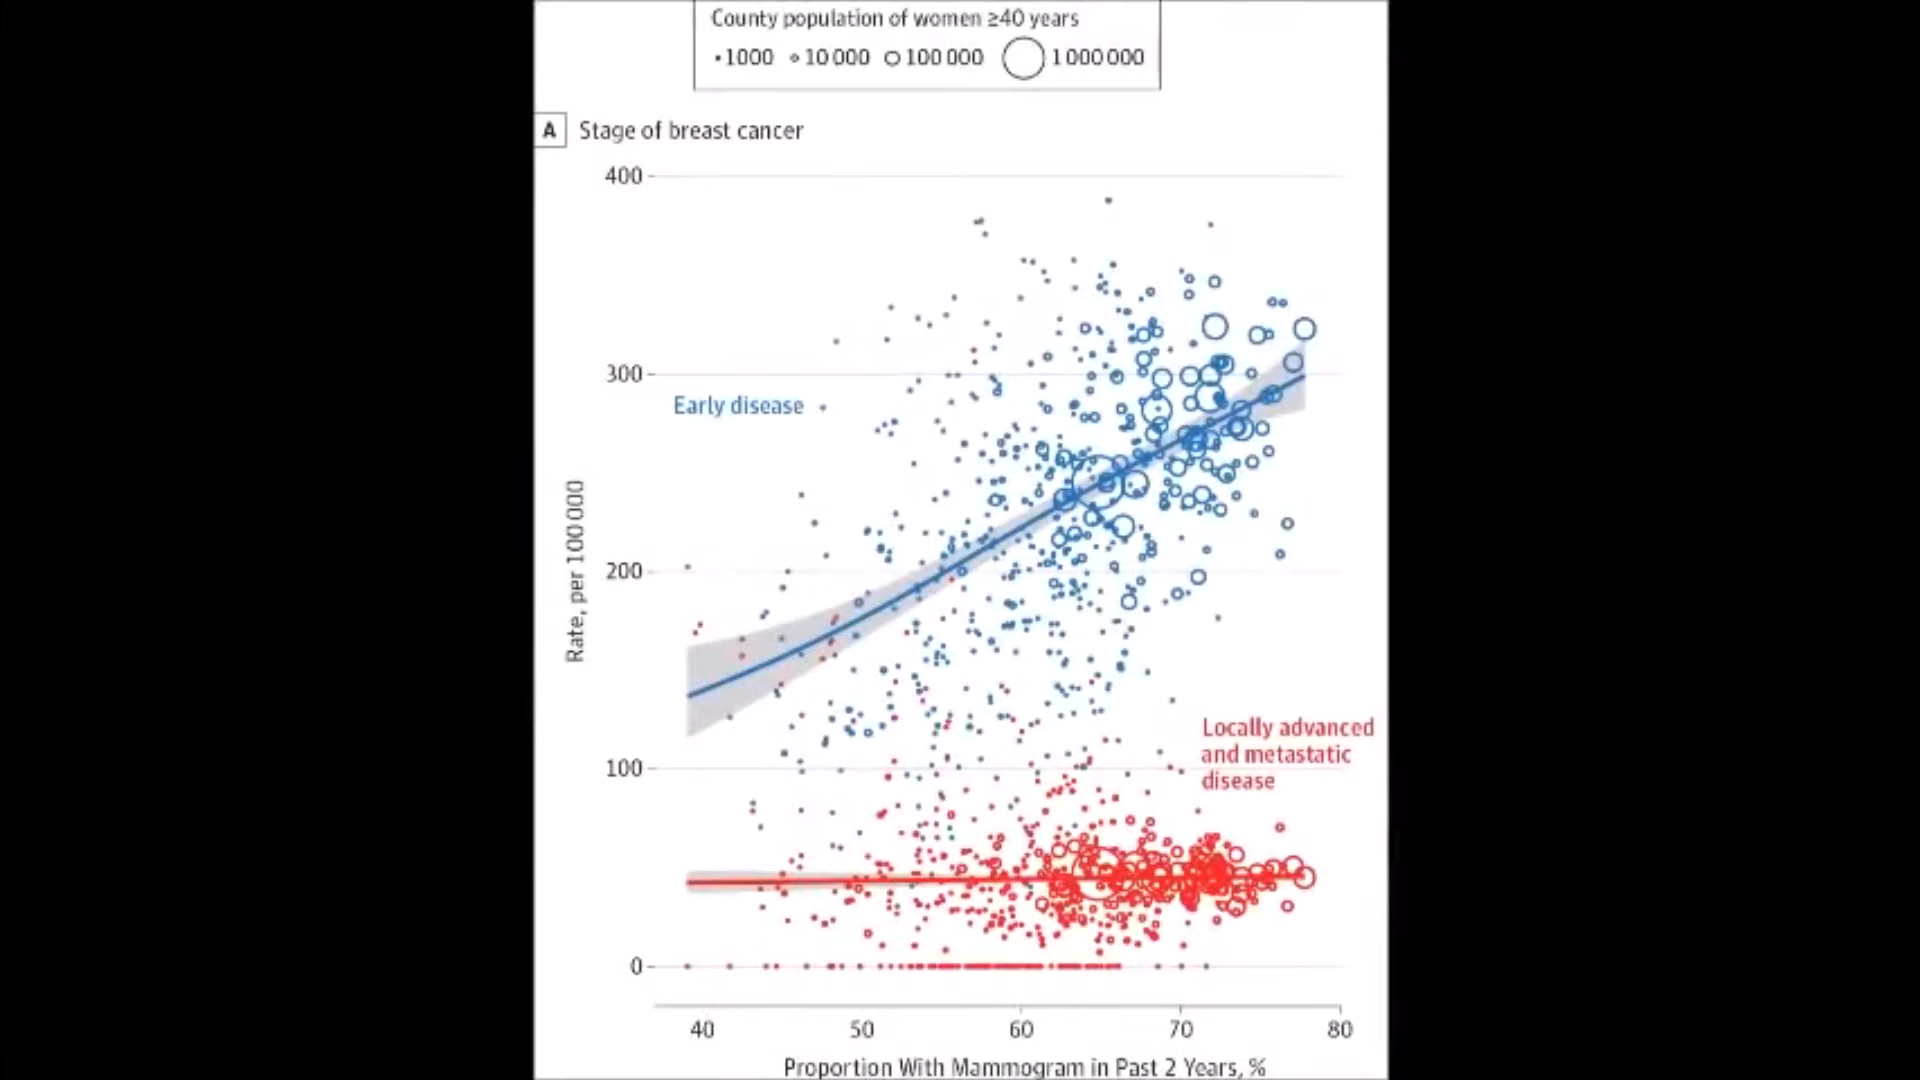 County population of women ≥40 years
1000 10 000 100 000 1 000 000
A Stage of breast cancer
400
300
Early disease
200
Rate, per 100 000
Locally advanced
and metastatic
disease
100
0
40 50 60 70 80
Proportion With Mammogram in Past 2 Years, %